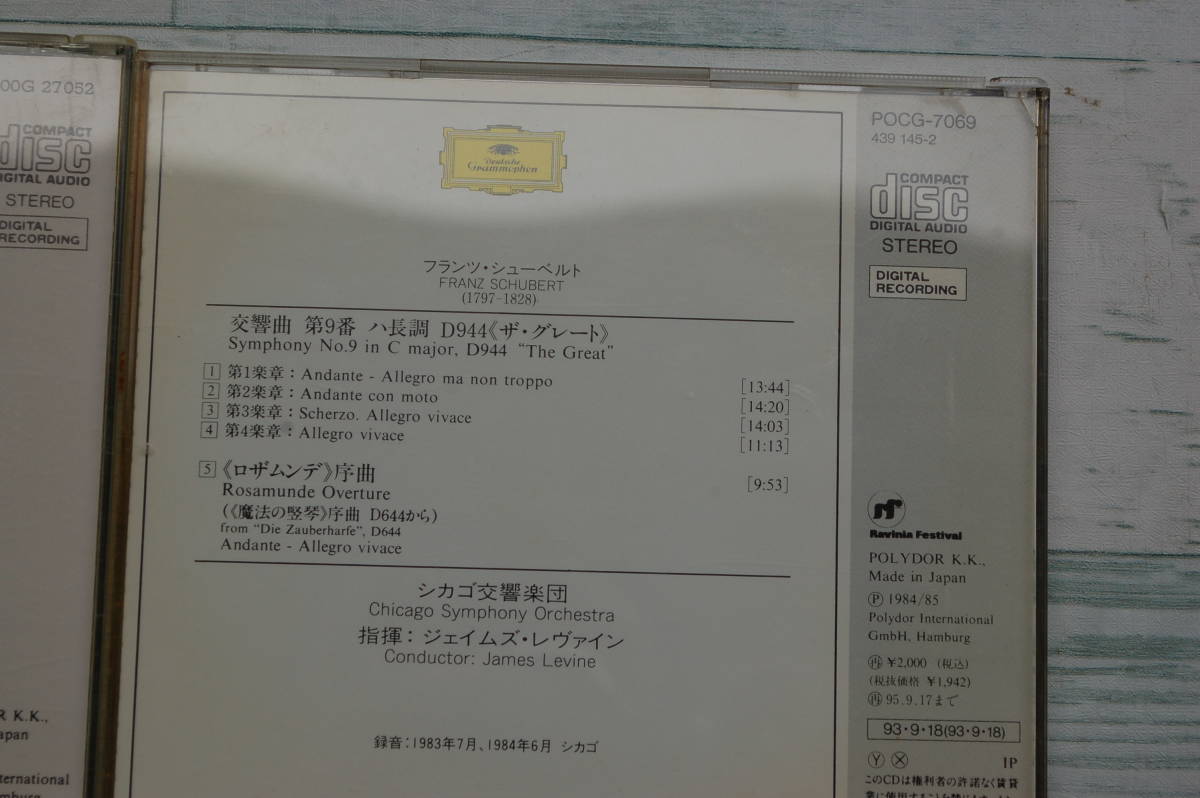 00G 27052
COMPACT
disc
DIGITAL AUDIO
STEREO
DIGITAL
RECORDING
K.K.,
Deutsche
Grammophon
フランツ・シューベルト
FRANZ SCHUBERT
(1797-1828)
交響曲 第9番 ハ長調 D944《ザ・グレート》
Symphony No.9 in C major, D944 "The Great"
1 第1楽章：Andante - Allegro ma non troppo [13:44]
2 第2楽章：Andante con moto [14:20]
3 第3楽章：Scherzo. Allegro vivace [14:03]
4 第4楽章：Allegro vivace [11:13]
5 《ロザムンデ》序曲 [9:53]
Rosamunde Overture
(《魔法の竪琴》序曲 D644から)
from "Die Zauberharfe", D644
Andante - Allegro vivace
シカゴ交響楽団
Chicago Symphony Orchestra
指揮：ジェイムズ・レヴァイン
Conductor: James Levine
録音：1983年7月、1984年6月 シカゴ
POCG-7069
439 145-2
COMPACT
disc
DIGITAL AUDIO
STEREO
DIGITAL
RECORDING
rf
Ravinia Festival
POLYDOR K.K.,
Made in Japan
Ⓟ 1984/85
Polydor International
GmbH, Hamburg
㊢ ¥2,000 (税込)
(税抜価格 ¥1,942)
95.9.17まで
93・9・18(93・9・18)
Ⓨ Ⓧ 1P
このCDは権利者の許諾なく賃貸